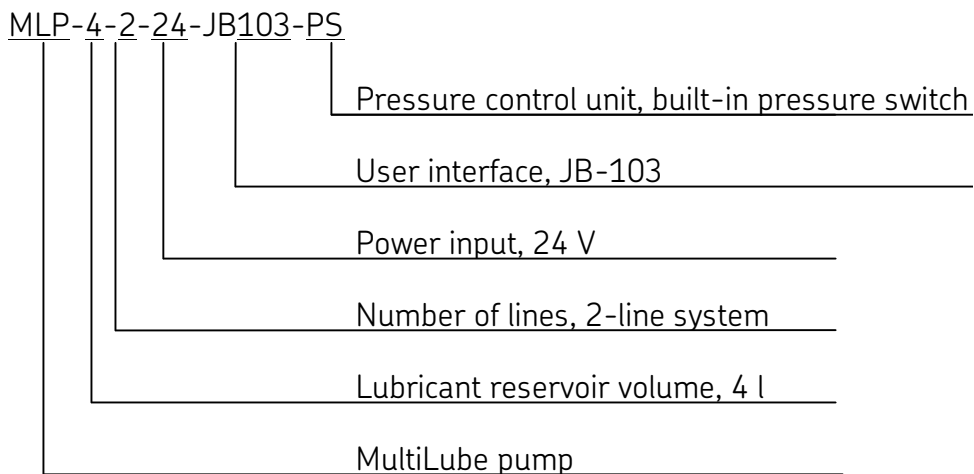 MLP-4-2-24-JB103-PS
Pressure control unit, built-in pressure switch
User interface, JB-103
Power input, 24 V
Number of lines, 2-line system
Lubricant reservoir volume, 4 l
MultiLube pump